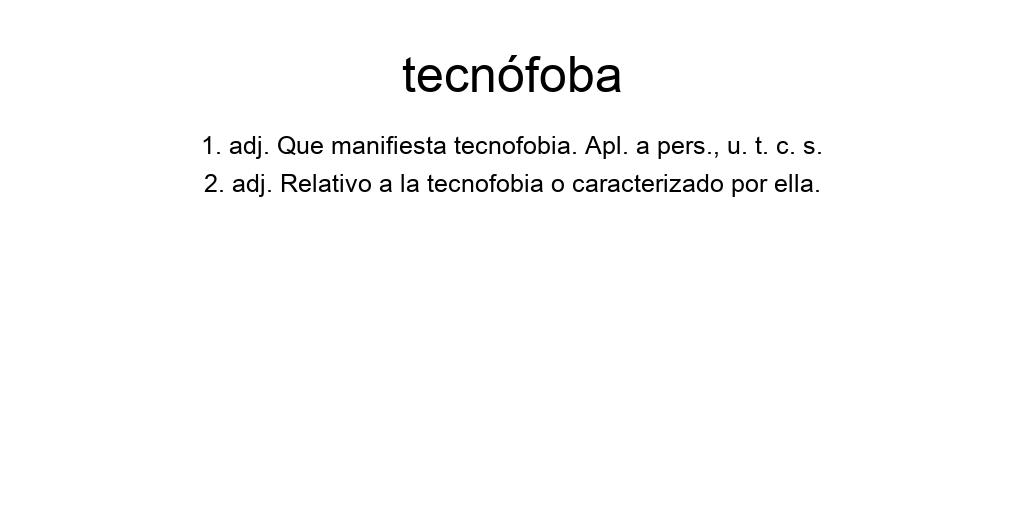 tecnófoba
1. adj. Que manifiesta tecnofobia. Apl. a pers., u. t. c. s.
2. adj. Relativo a la tecnofobia o caracterizado por ella.